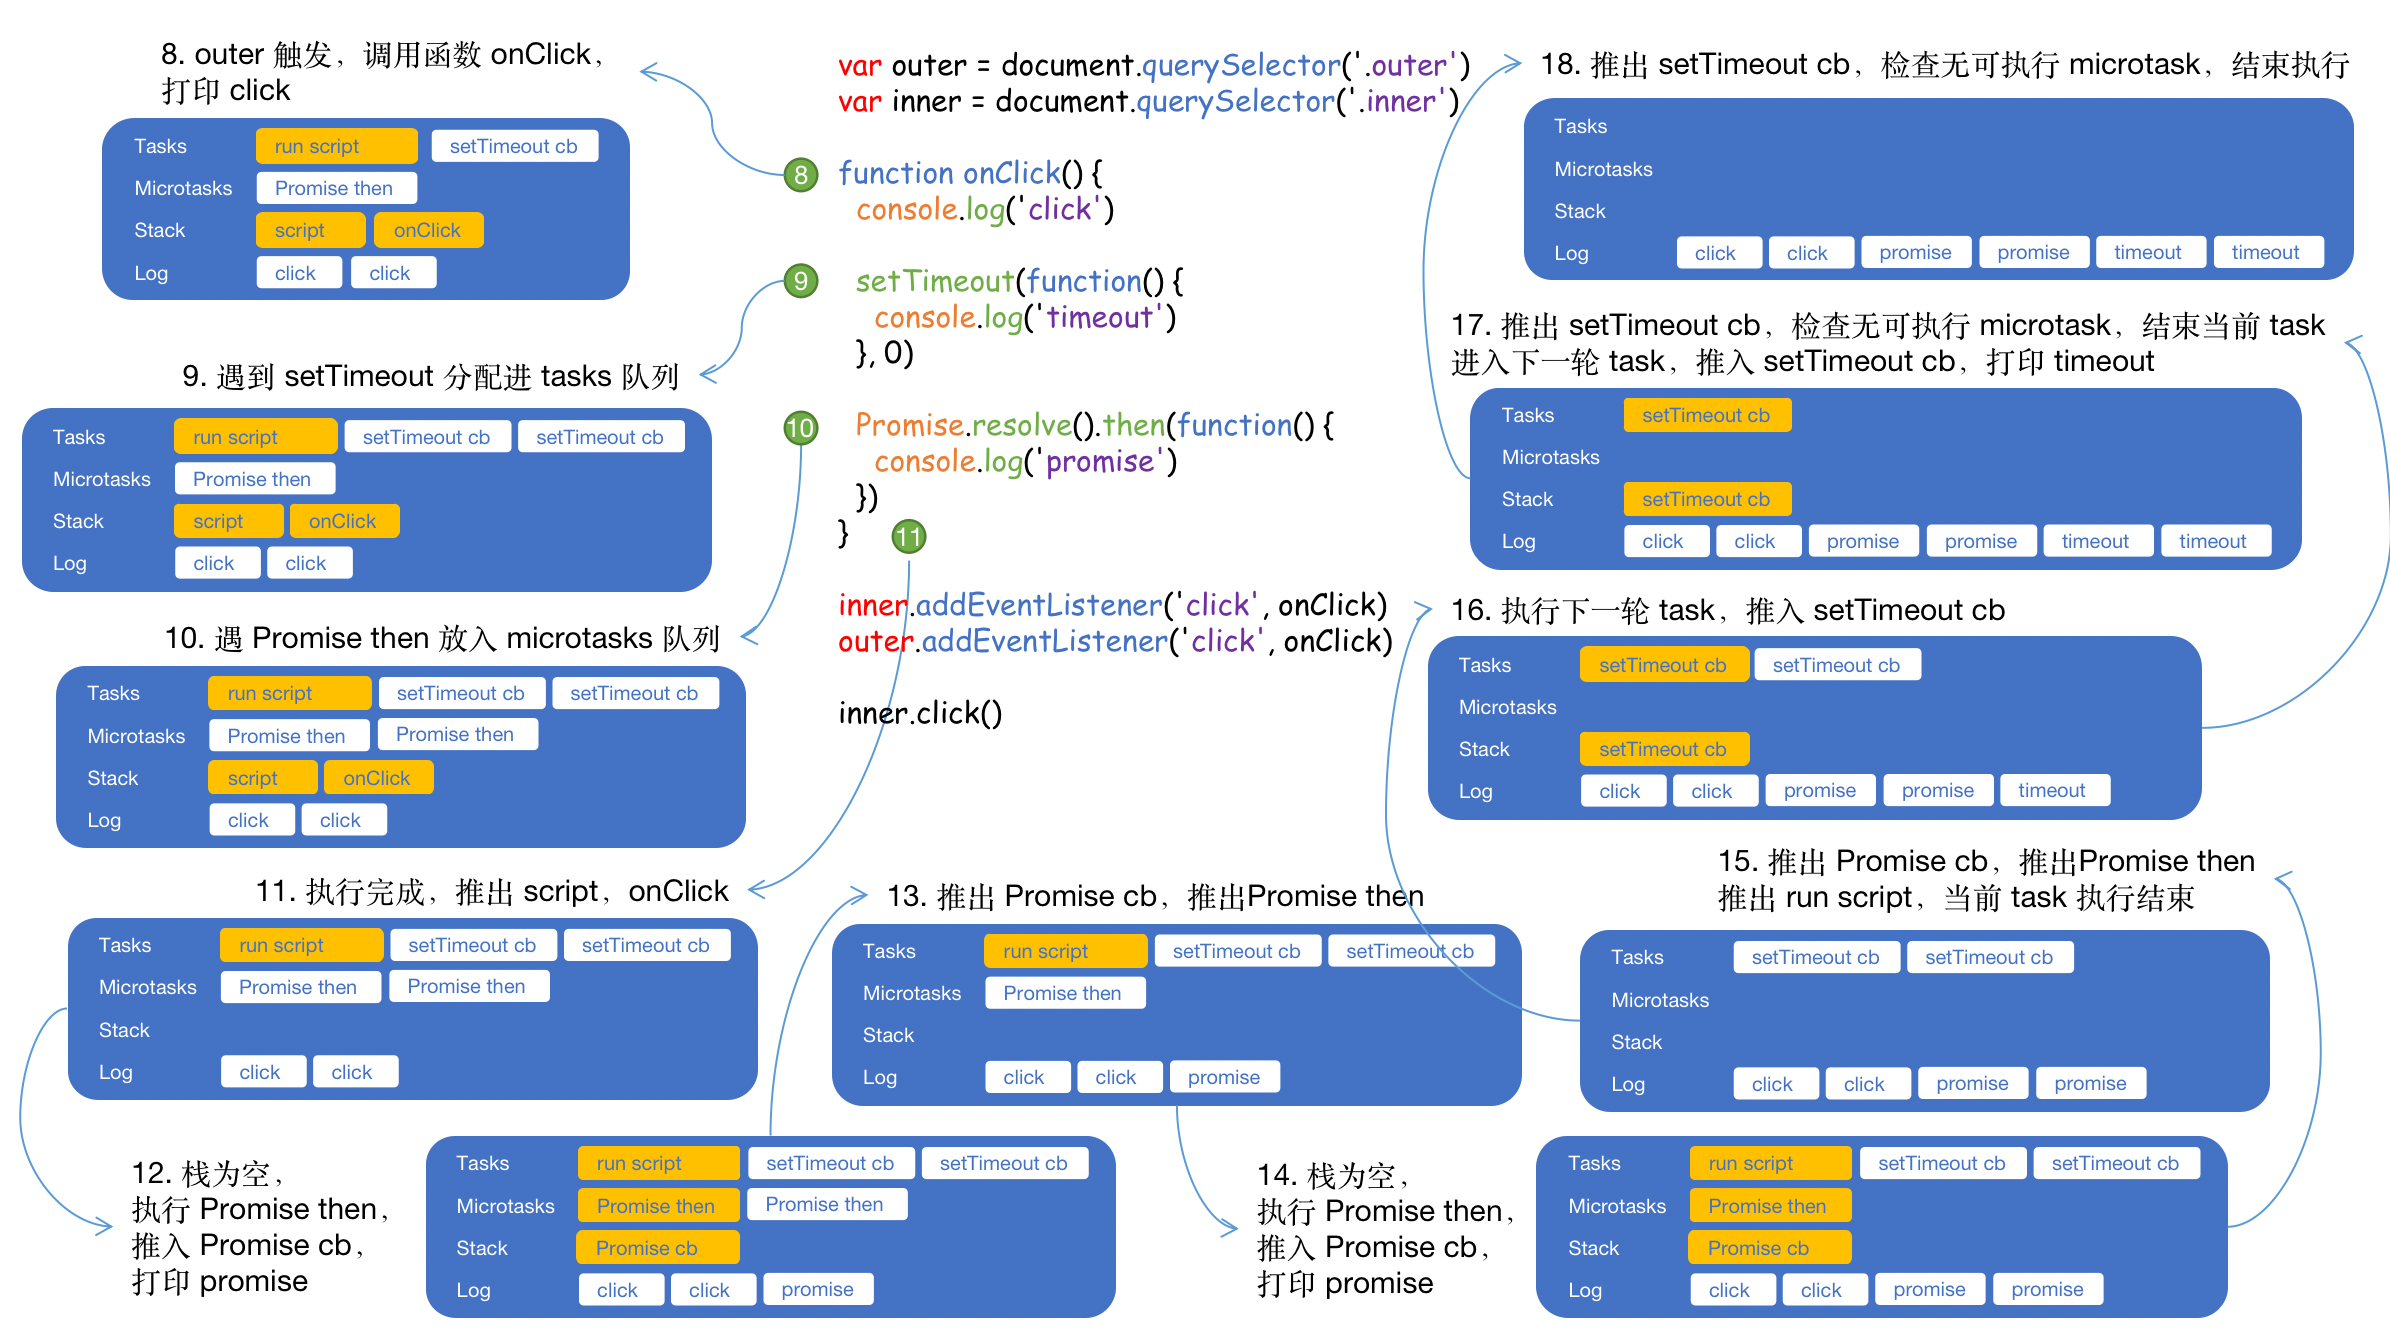 8. outer 触发，调用函数 onClick，
打印 click
Tasks run script setTimeout cb
Microtasks Promise then
Stack script onClick
Log click click
9. 遇到 setTimeout 分配进 tasks 队列
Tasks run script setTimeout cb setTimeout cb
Microtasks Promise then
Stack script onClick
Log click click
10. 遇 Promise then 放入 microtasks 队列
Tasks run script setTimeout cb setTimeout cb
Microtasks Promise then Promise then
Stack script onClick
Log click click
11. 执行完成，推出 script，onClick
Tasks run script setTimeout cb setTimeout cb
Microtasks Promise then Promise then
Stack
Log click click
12. 栈为空，
执行 Promise then，
推入 Promise cb，
打印 promise
Tasks run script setTimeout cb setTimeout cb
Microtasks Promise then Promise then
Stack Promise cb
Log click click promise
var outer = document.querySelector('.outer')
var inner = document.querySelector('.inner')
8 function onClick() {
console.log('click')
9 setTimeout(function() {
console.log('timeout')
}, 0)
10 Promise.resolve().then(function() {
console.log('promise')
})
} 11
inner.addEventListener('click', onClick)
outer.addEventListener('click', onClick)
inner.click()
13. 推出 Promise cb，推出Promise then
Tasks run script setTimeout cb setTimeout cb
Microtasks Promise then
Stack
Log click click promise
14. 栈为空，
执行 Promise then，
推入 Promise cb，
打印 promise
Tasks run script setTimeout cb setTimeout cb
Microtasks Promise then
Stack Promise cb
Log click click promise promise
15. 推出 Promise cb，推出Promise then
推出 run script，当前 task 执行结束
Tasks setTimeout cb setTimeout cb
Microtasks
Stack
Log click click promise promise
16. 执行下一轮 task，推入 setTimeout cb
Tasks setTimeout cb setTimeout cb
Microtasks
Stack setTimeout cb
Log click click promise promise timeout
17. 推出 setTimeout cb，检查无可执行 microtask，结束当前 task
进入下一轮 task，推入 setTimeout cb，打印 timeout
Tasks setTimeout cb
Microtasks
Stack setTimeout cb
Log click click promise promise timeout timeout
18. 推出 setTimeout cb，检查无可执行 microtask，结束执行
Tasks
Microtasks
Stack
Log click click promise promise timeout timeout